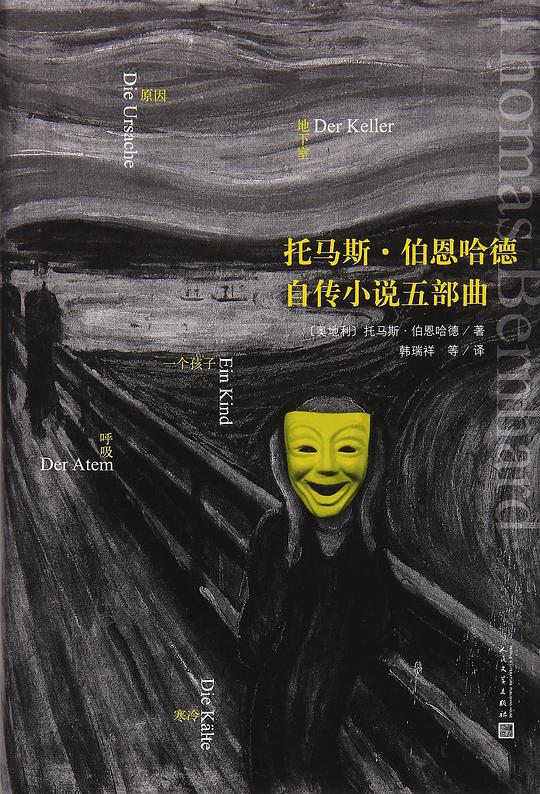 Thomas Bernhard
Die Ursache
原因
地下室
Der Keller
托马斯·伯恩哈德
自传小说五部曲
〔奥地利〕托马斯·伯恩哈德/著
韩瑞祥 等/译
一个孩子
Ein Kind
呼吸
Der Atem
Die Kälte
寒冷
人民文学出版社